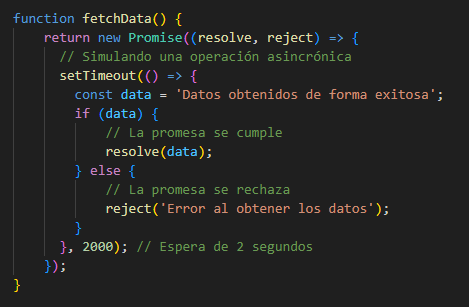 function fetchData() {
    return new Promise((resolve, reject) => {
      // Simulando una operación asincrónica
      setTimeout(() => {
        const data = 'Datos obtenidos de forma exitosa';
        if (data) {
            // La promesa se cumple
            resolve(data);
        } else {
            // La promesa se rechaza
            reject('Error al obtener los datos');
        }
      }, 2000); // Espera de 2 segundos
    });
}